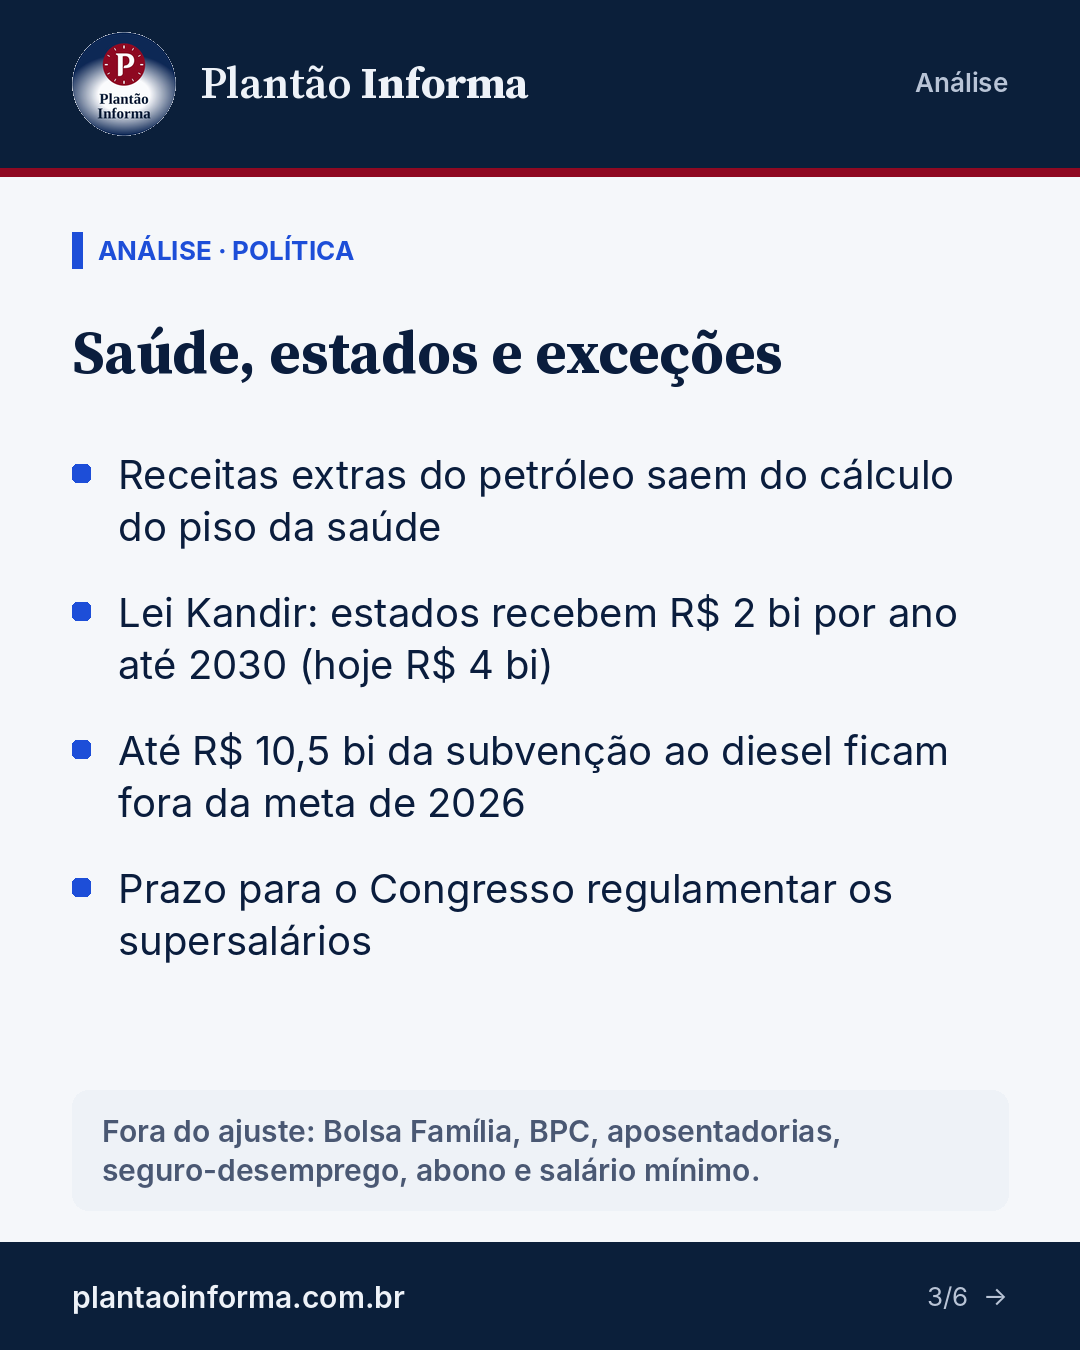 P
Plantão
Informa
Plantão Informa
Análise
ANÁLISE · POLÍTICA
Saúde, estados e exceções
Receitas extras do petróleo saem do cálculo
do piso da saúde
Lei Kandir: estados recebem R$ 2 bi por ano
até 2030 (hoje R$ 4 bi)
Até R$ 10,5 bi da subvenção ao diesel ficam
fora da meta de 2026
Prazo para o Congresso regulamentar os
supersalários
Fora do ajuste: Bolsa Família, BPC, aposentadorias,
seguro-desemprego, abono e salário mínimo.
plantaoinforma.com.br
3/6 →